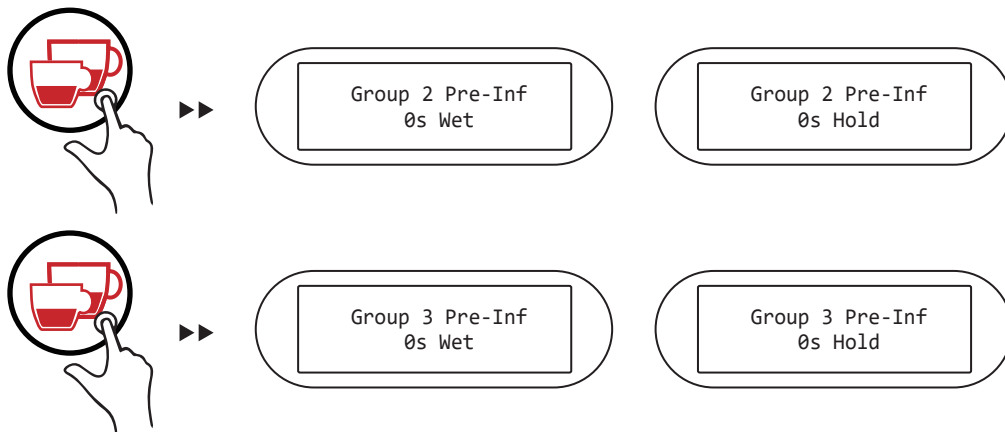 Group 2 Pre-Inf
0s Wet
Group 2 Pre-Inf
0s Hold
Group 3 Pre-Inf
0s Wet
Group 3 Pre-Inf
0s Hold